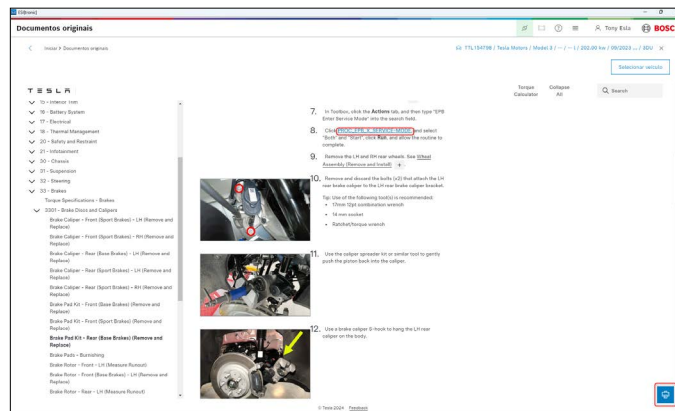 ESI[tronic]
Documentos originais
Tony Esla
BOSCH
Iniciar > Documentos originais
TTL104798 / Tesla Motors / Model 3 / -- / -- ) / 202.00 kw / 09/2023 ... / 3DU
Selecionar veículo
TESLA
Torque Calculator
Collapse All
Search
15 - Interior Trim
16 - Battery System
17 - Electrical
18 - Thermal Management
20 - Safety and Restraint
21 - Infotainment
30 - Chassis
31 - Suspension
32 - Steering
33 - Brakes
Torque Specifications - Brakes
3301 - Brake Discs and Calipers
Brake Caliper - Front (Sport Brakes) - LH (Remove and
Replace)
Brake Caliper - Front (Sport Brakes) - RH (Remove and
Replace)
Brake Caliper - Rear (Base Brakes) - LH (Remove and
Replace)
Brake Caliper - Rear (Sport Brakes) - LH (Remove and
Replace)
Brake Caliper - Rear (Sport Brakes) - RH (Remove and
Replace)
Brake Pad Kit - Front (Base Brakes) (Remove and
Replace)
Brake Pad Kit - Front (Sport Brakes) (Remove and
Replace)
Brake Pad Kit - Rear (Base Brakes) (Remove and
Replace)
Brake Pads - Burnishing
Brake Rotor - Front - LH (Measure Runout)
Brake Rotor - Front (Base Brakes) - LH (Remove and
Replace)
Brake Rotor - Rear - LH (Measure Runout)
7. In Toolbox, click the Actions tab, and then type "EPB
Enter Service Mode" into the search field.
8. Click PROC_EPB_X_SERVICE-MODE, and select
"Both" and "Start", click Run, and allow the routine to
complete.
9. Remove the LH and RH rear wheels. See Wheel
Assembly (Remove and Install) +
10. Remove and discard the bolts (x2) that attach the LH
rear brake caliper to the LH rear brake caliper bracket.
Tip: Use of the following tool(s) is recommended:
• 17mm 12pt combination wrench
• 14 mm socket
• Ratchet/torque wrench
11. Use the caliper spreader kit or similar tool to gently
push the piston back into the caliper.
12. Use a brake caliper S-hook to hang the LH rear
caliper on the body.
© Tesla 2024 Feedback